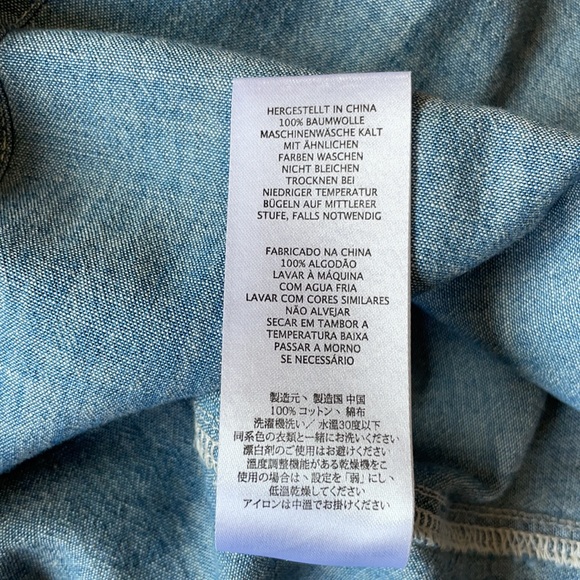 HERGESTELLT IN CHINA
100% BAUMWOLLE
MASCHINENWÄSCHE KALT
MIT ÄHNLICHEN
FARBEN WASCHEN
NICHT BLEICHEN
TROCKNEN BEI
NIEDRIGER TEMPERATUR
BÜGELN AUF MITTLERER
STUFE, FALLS NOTWENDIG
FABRICADO NA CHINA
100% ALGODÃO
LAVAR À MÁQUINA
COM AGUA FRIA
LAVAR COM CORES SIMILARES
NÃO ALVEJAR
SECAR EM TAMBOR A
TEMPERATURA BAIXA
PASSAR A MORNO
SE NECESSÁRIO
製造元、製造国 中国
100% コットン、綿布
洗濯機洗い／水温30度以下
同系色の衣類と一緒にお洗いください
漂白剤のご使用はお避けください
温度調整機能がある乾燥機をご
使用の場合は、設定を「弱」にし、
低温乾燥してください
アイロンは中温でお掛けください